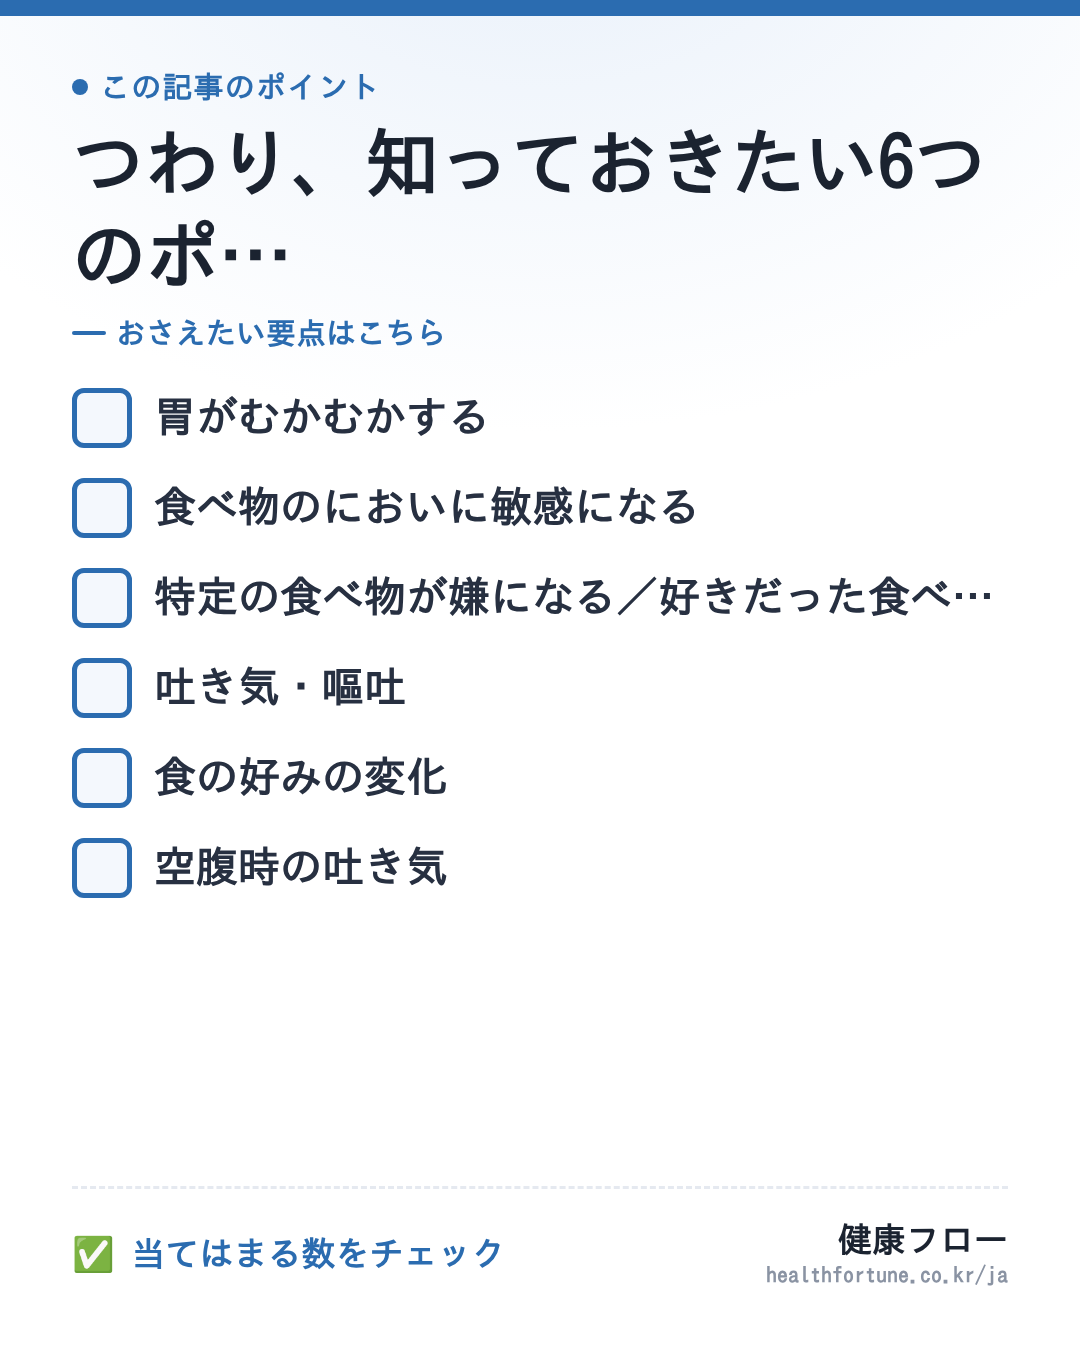 この記事のポイント
つわり、知っておきたい6つ
のポ…
おさえたい要点はこちら
胃がむかむかする
食べ物のにおいに敏感になる
特定の食べ物が嫌になる／好きだった食べ…
吐き気・嘔吐
食の好みの変化
空腹時の吐き気
✅ 当てはまる数をチェック
健康フロー
healthfortune.co.kr/ja